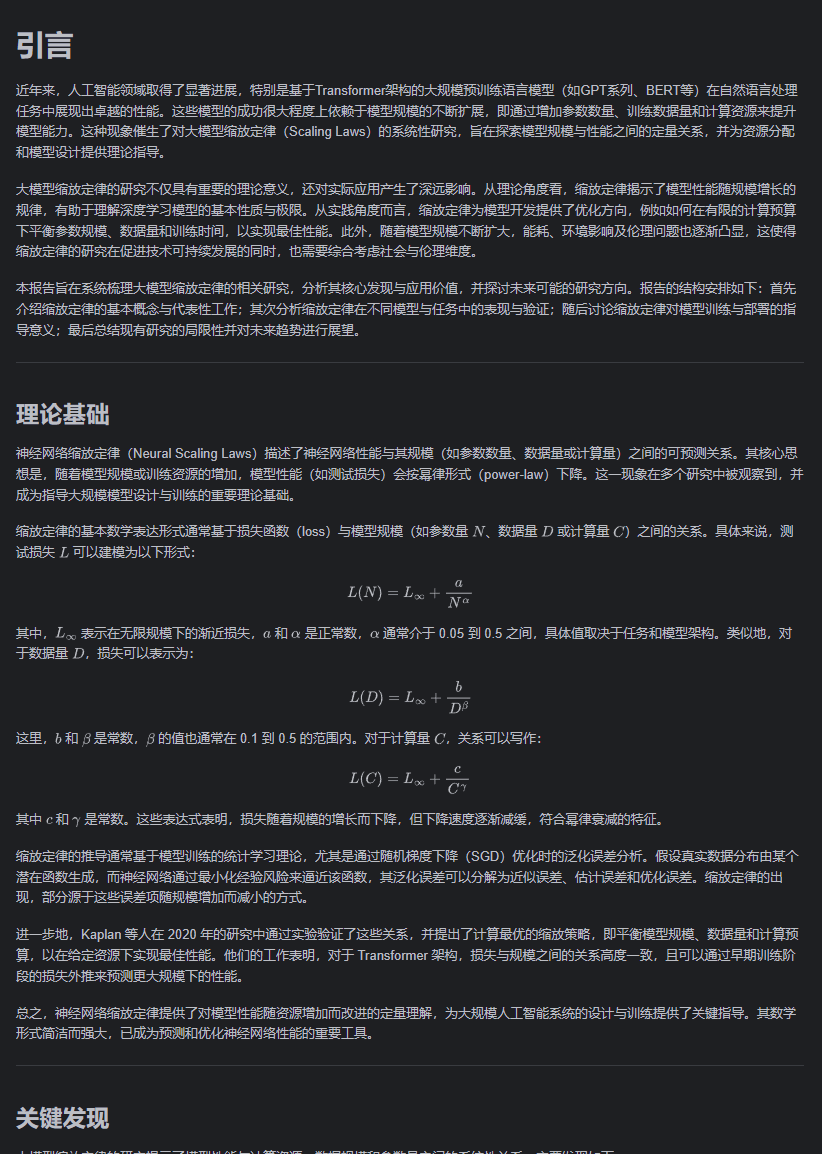 引言
近年来，人工智能领域取得了显著进展，特别是基于Transformer架构的大规模预训练语言模型（如GPT系列、BERT等）在自然语言处理
任务中展现出卓越的性能。这些模型的成功很大程度上依赖于模型规模的不断扩展，即通过增加参数数量、训练数据量和计算资源来提升
模型能力。这种现象催生了对大模型缩放定律（Scaling Laws）的系统性研究，旨在探索模型规模与性能之间的定量关系，并为资源分配
和模型设计提供理论指导。
大模型缩放定律的研究不仅具有重要的理论意义，还对实际应用产生了深远影响。从理论角度看，缩放定律揭示了模型性能随规模增长的
规律，有助于理解深度学习模型的基本性质与极限。从实践角度而言，缩放定律为模型开发提供了优化方向，例如如何在有限的计算预算
下平衡参数规模、数据量和训练时间，以实现最佳性能。此外，随着模型规模不断扩大，能耗、环境影响及伦理问题也逐渐凸显，这使得
缩放定律的研究在促进技术可持续发展的同时，也需要综合考虑社会与伦理维度。
本报告旨在系统梳理大模型缩放定律的相关研究，分析其核心发现与应用价值，并探讨未来可能的研究方向。报告的结构安排如下：首先
介绍缩放定律的基本概念与代表性工作；其次分析缩放定律在不同模型与任务中的表现与验证；随后讨论缩放定律对模型训练与部署的指
导意义；最后总结现有研究的局限性并对未来趋势进行展望。
理论基础
神经网络缩放定律（Neural Scaling Laws）描述了神经网络性能与其规模（如参数数量、数据量或计算量）之间的可预测关系。其核心思
想是，随着模型规模或训练资源的增加，模型性能（如测试损失）会按幂律形式（power-law）下降。这一现象在多个研究中被观察到，并
成为指导大规模模型设计与训练的重要理论基础。
缩放定律的基本数学表达形式通常基于损失函数（loss）与模型规模（如参数量 N、数据量 D 或计算量 C）之间的关系。具体来说，测
试损失 L 可以建模为以下形式：
L(N) = L∞ + a/N^α
其中，L∞ 表示在无限规模下的渐近损失，a 和 α 是正常数，α 通常介于 0.05 到 0.5 之间，具体值取决于任务和模型架构。类似地，对
于数据量 D，损失可以表示为：
L(D) = L∞ + b/D^β
这里，b 和 β 是常数，β 的值也通常在 0.1 到 0.5 的范围内。对于计算量 C，关系可以写作：
L(C) = L∞ + c/C^γ
其中 c 和 γ 是常数。这些表达式表明，损失随着规模的增长而下降，但下降速度逐渐减缓，符合幂律衰减的特征。
缩放定律的推导通常基于模型训练的统计学习理论，尤其是通过随机梯度下降（SGD）优化时的泛化误差分析。假设真实数据分布由某个
潜在函数生成，而神经网络通过最小化经验风险来逼近该函数，其泛化误差可以分解为近似误差、估计误差和优化误差。缩放定律的出
现，部分源于这些误差项随规模增加而减小的方式。
进一步地，Kaplan 等人在 2020 年的研究中通过实验验证了这些关系，并提出了计算最优的缩放策略，即平衡模型规模、数据量和计算预
算，以在给定资源下实现最佳性能。他们的工作表明，对于 Transformer 架构，损失与规模之间的关系高度一致，且可以通过早期训练阶
段的损失外推来预测更大规模下的性能。
总之，神经网络缩放定律提供了对模型性能随资源增加而改进的定量理解，为大规模人工智能系统的设计与训练提供了关键指导。其数学
形式简洁而强大，已成为预测和优化神经网络性能的重要工具。
关键发现